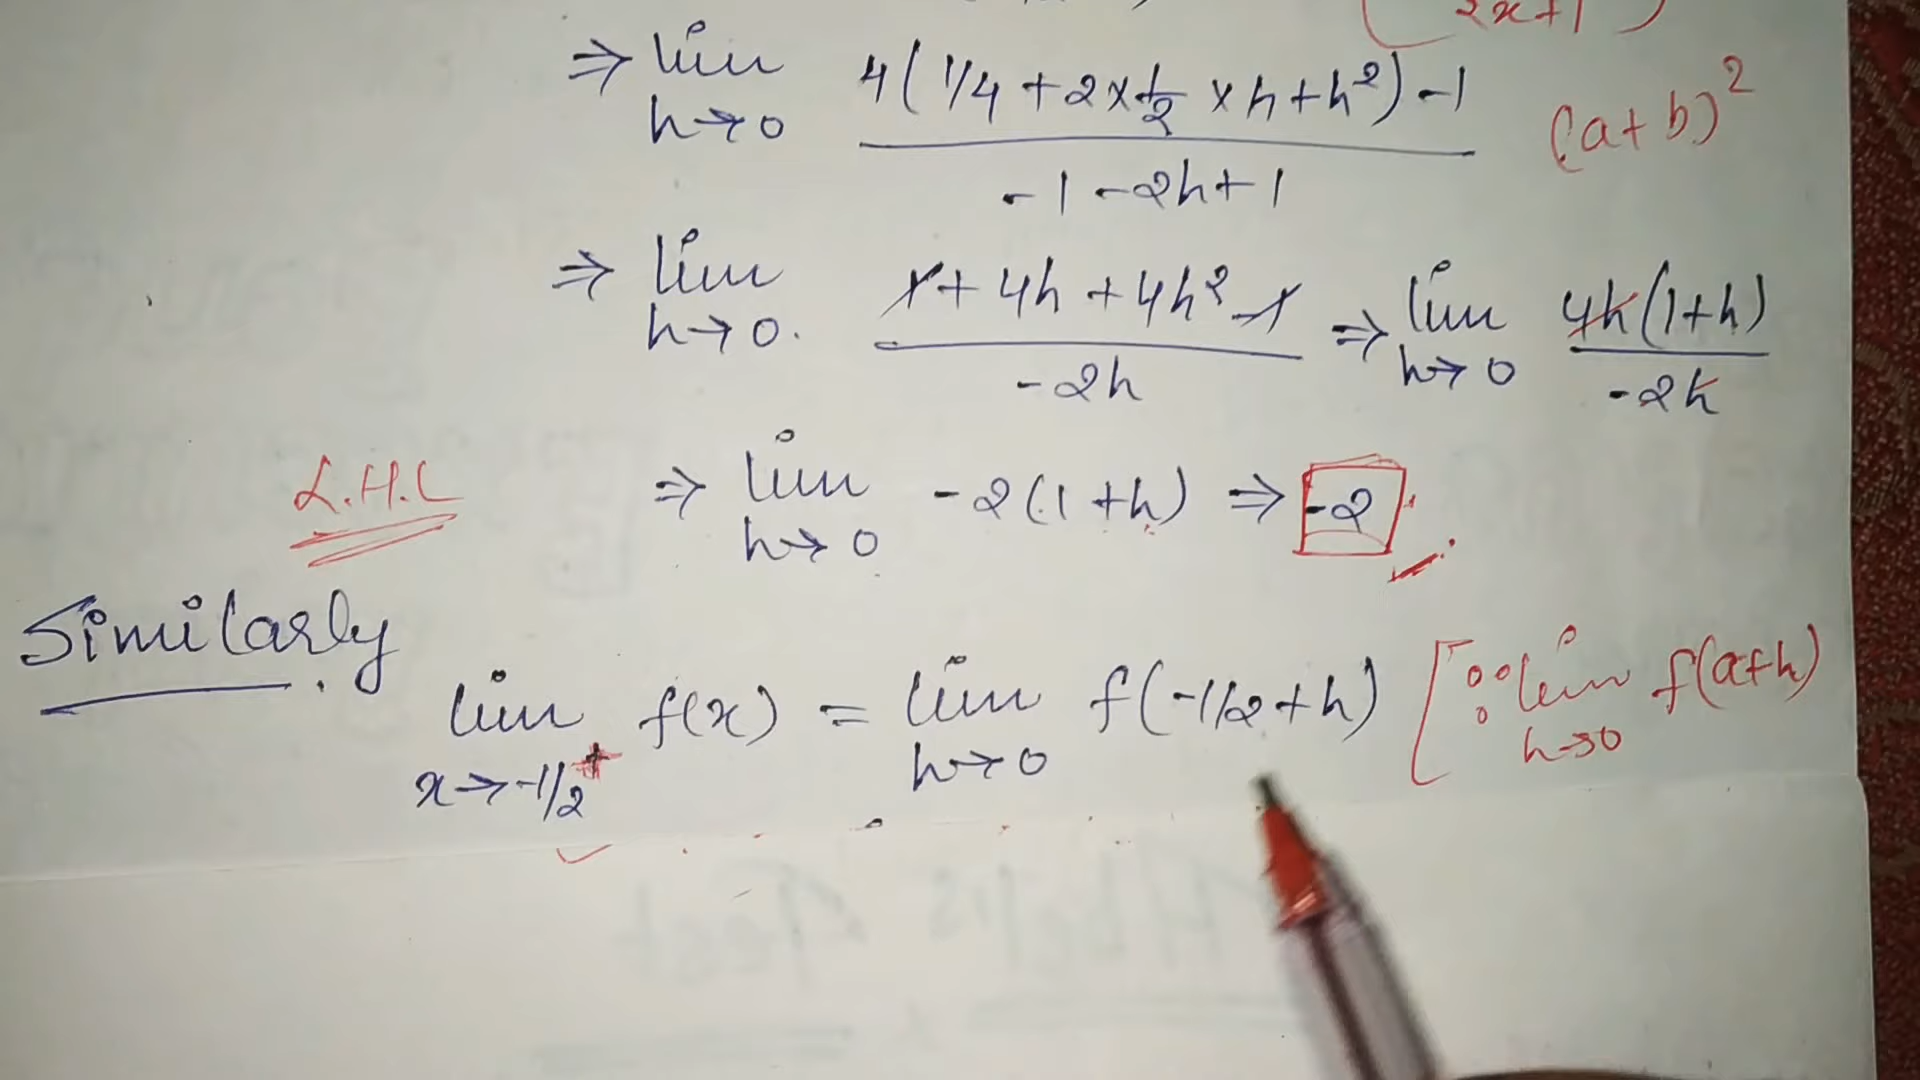 2x+1
⇒ lim 4(1/4 + 2×1/2 × h + h²) - 1 (a+b)²
h→0 -1 - 2h + 1
⇒ lim 1 + 4h + 4h² - 1 ⇒ lim 4h(1+h)
h→0. -2h h→0 -2h
L.H.L ⇒ lim -2(1+h) ⇒ -2
h→0
Similarly
lim f(x) = lim f(-1/2+h) [∵ lim f(a+h)
x→-1/2⁺ h→0 h→0